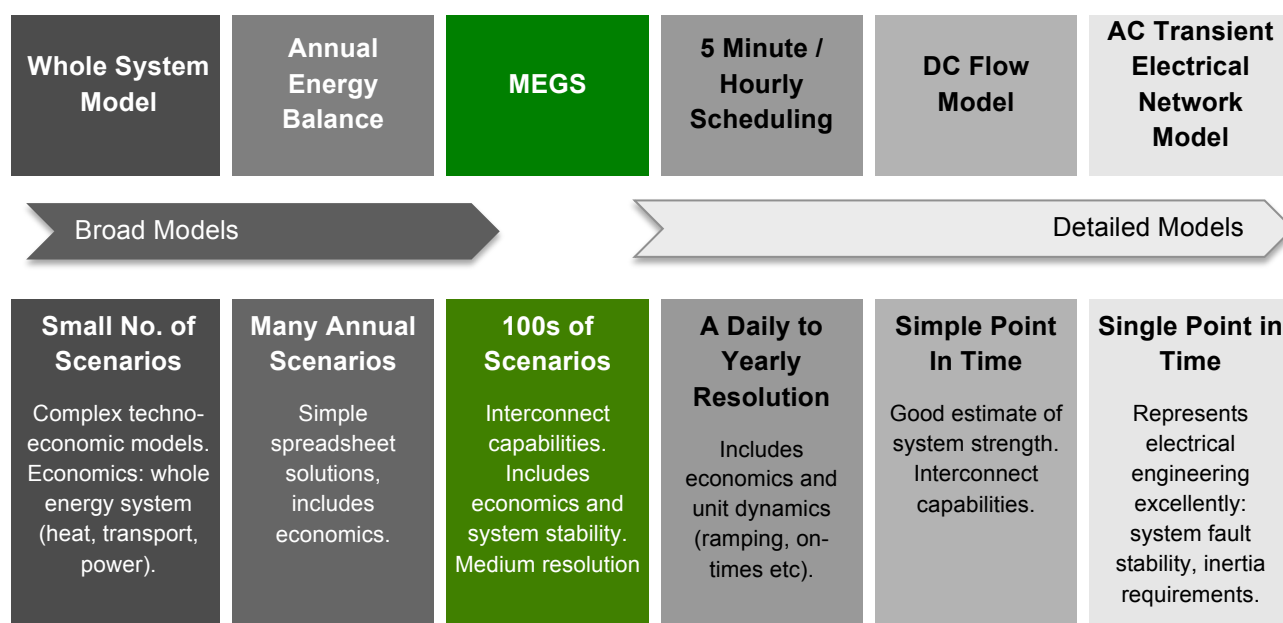 Whole System
Model
Annual
Energy
Balance
MEGS
5 Minute /
Hourly
Scheduling
DC Flow
Model
AC Transient
Electrical
Network
Model
Broad Models
Detailed Models
Small No. of
Scenarios
Complex techno-
economic models.
Economics: whole
energy system
(heat, transport,
power).
Many Annual
Scenarios
Simple
spreadsheet
solutions,
includes
economics.
100s of
Scenarios
Interconnect
capabilities.
Includes
economics and
system stability.
Medium resolution
A Daily to
Yearly
Resolution
Includes
economics and
unit dynamics
(ramping, on-
times etc).
Simple Point
In Time
Good estimate of
system strength.
Interconnect
capabilities.
Single Point in
Time
Represents
electrical
engineering
excellently:
system fault
stability, inertia
requirements.